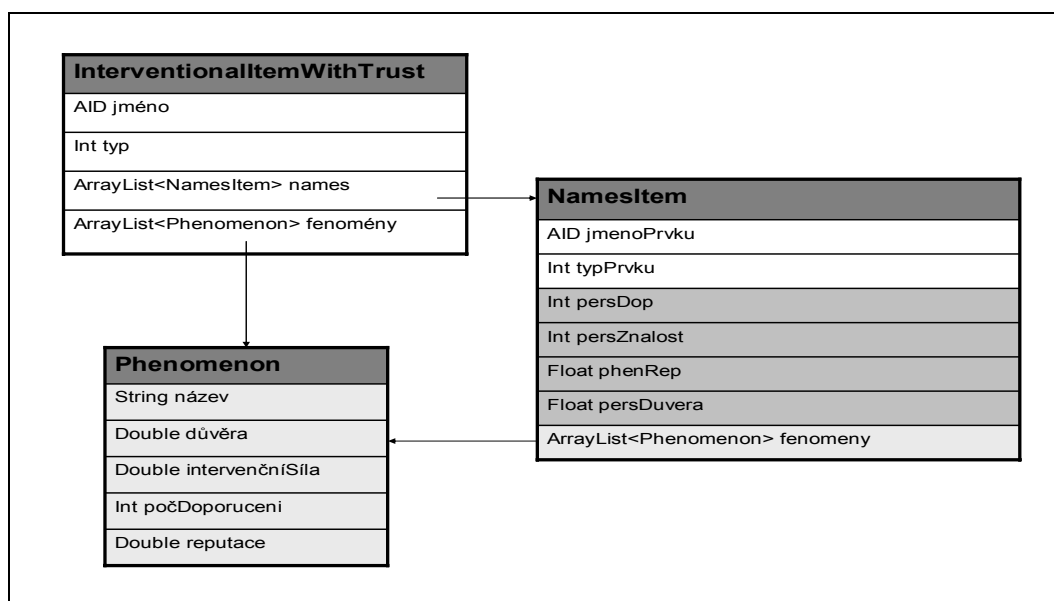 InterventionalItemWithTrust
AID jméno
Int typ
ArrayList<NamesItem> names
ArrayList<Phenomenon> fenomény
NamesItem
AID jmenoPrvku
Int typPrvku
Int persDop
Int persZnalost
Float phenRep
Float persDuvera
ArrayList<Phenomenon> fenomeny
Phenomenon
String název
Double důvěra
Double intervenčníSíla
Int počDoporuceni
Double reputace